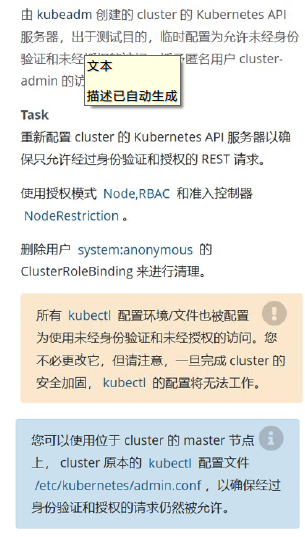 由 kubeadm 创建的 cluster 的 Kubernetes API
服务器，出于测试目的，临时配置为允许未经身份
验证和未经
cluster-
admin 的访
文本
描述已自动生成
Task
重新配置 cluster 的 Kubernetes API 服务器以确
保只允许经过身份验证和授权的 REST 请求。
使用授权模式 Node,RBAC 和准入控制器
NodeRestriction 。
删除用户 system:anonymous 的
ClusterRoleBinding 来进行清理。
所有 kubectl 配置环境/文件也被配置
为使用未经身份验证和未经授权的访问。您
不必更改它，但请注意，一旦完成 cluster 的
安全加固， kubectl 的配置将无法工作。
您可以使用位于 cluster 的 master 节点
上， cluster 原本的 kubectl 配置文件
/etc/kubernetes/admin.conf ，以确保经过
身份验证和授权的请求仍然被允许。